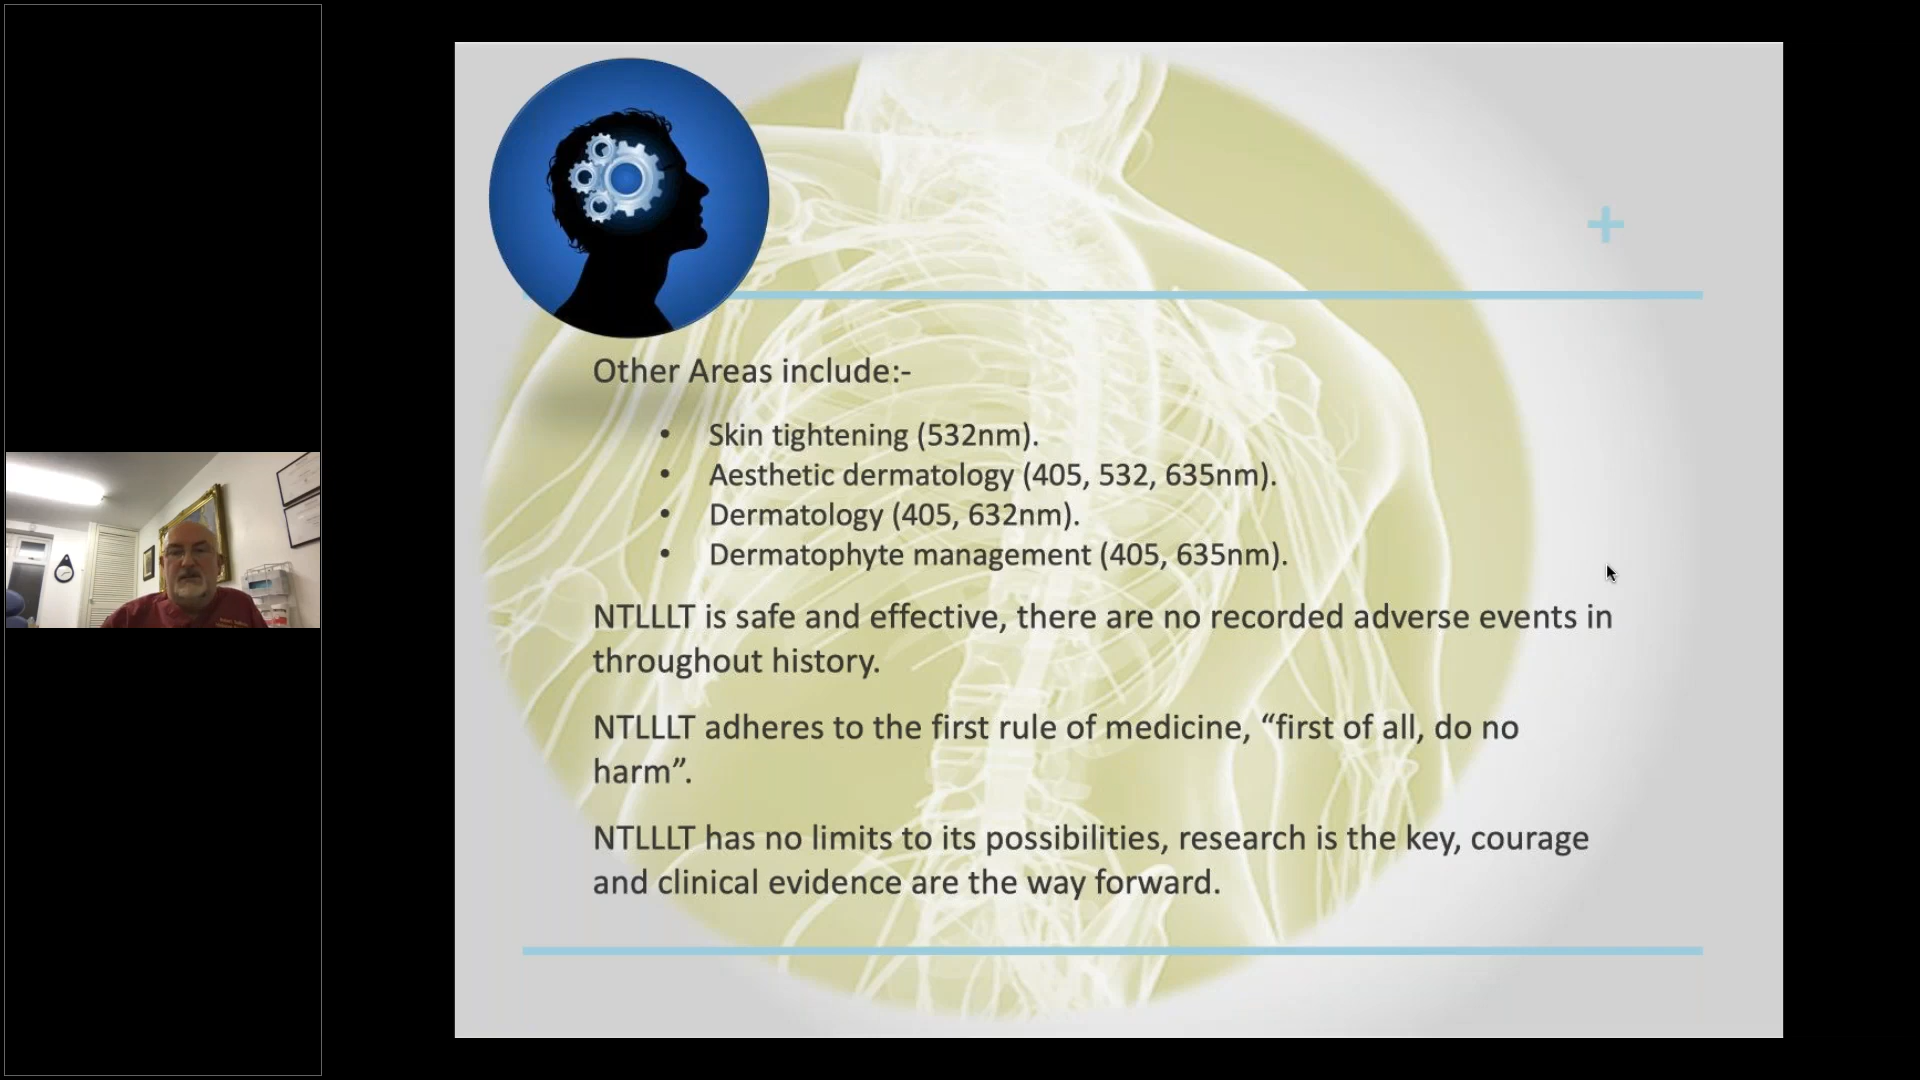 Other Areas include:-
• Skin tightening (532nm).
• Aesthetic dermatology (405, 532, 635nm).
• Dermatology (405, 632nm).
• Dermatophyte management (405, 635nm).
NTLLLT is safe and effective, there are no recorded adverse events in
throughout history.
NTLLLT adheres to the first rule of medicine, “first of all, do no
harm”.
NTLLLT has no limits to its possibilities, research is the key, courage
and clinical evidence are the way forward.